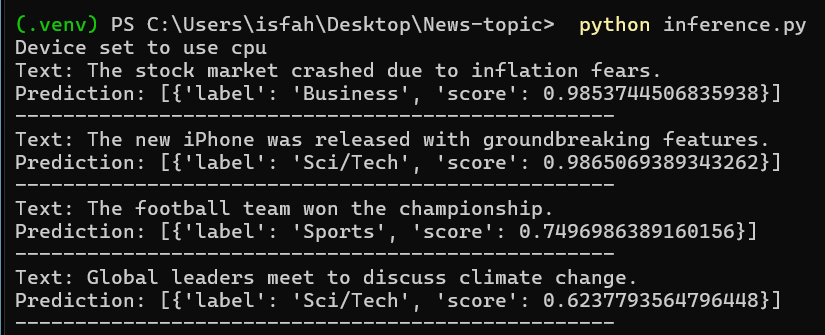 (.venv) PS C:\Users\isfah\Desktop\News-topic>  python inference.py
Device set to use cpu
Text: The stock market crashed due to inflation fears.
Prediction: [{'label': 'Business', 'score': 0.9853744506835938}]
--------------------------------------------------
Text: The new iPhone was released with groundbreaking features.
Prediction: [{'label': 'Sci/Tech', 'score': 0.9865069389343262}]
--------------------------------------------------
Text: The football team won the championship.
Prediction: [{'label': 'Sports', 'score': 0.7496986389160156}]
--------------------------------------------------
Text: Global leaders meet to discuss climate change.
Prediction: [{'label': 'Sci/Tech', 'score': 0.6237793564796448}]
--------------------------------------------------